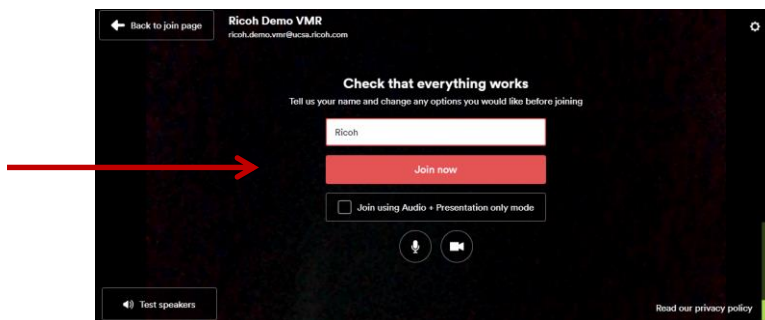 Back to join page
Ricoh Demo VMR
ricoh.demo.vmr@ucsa.ricoh.com
Check that everything works
Tell us your name and change any options you would like before joining
Ricoh
Join now
Join using Audio + Presentation only mode
Test speakers
Read our privacy policy